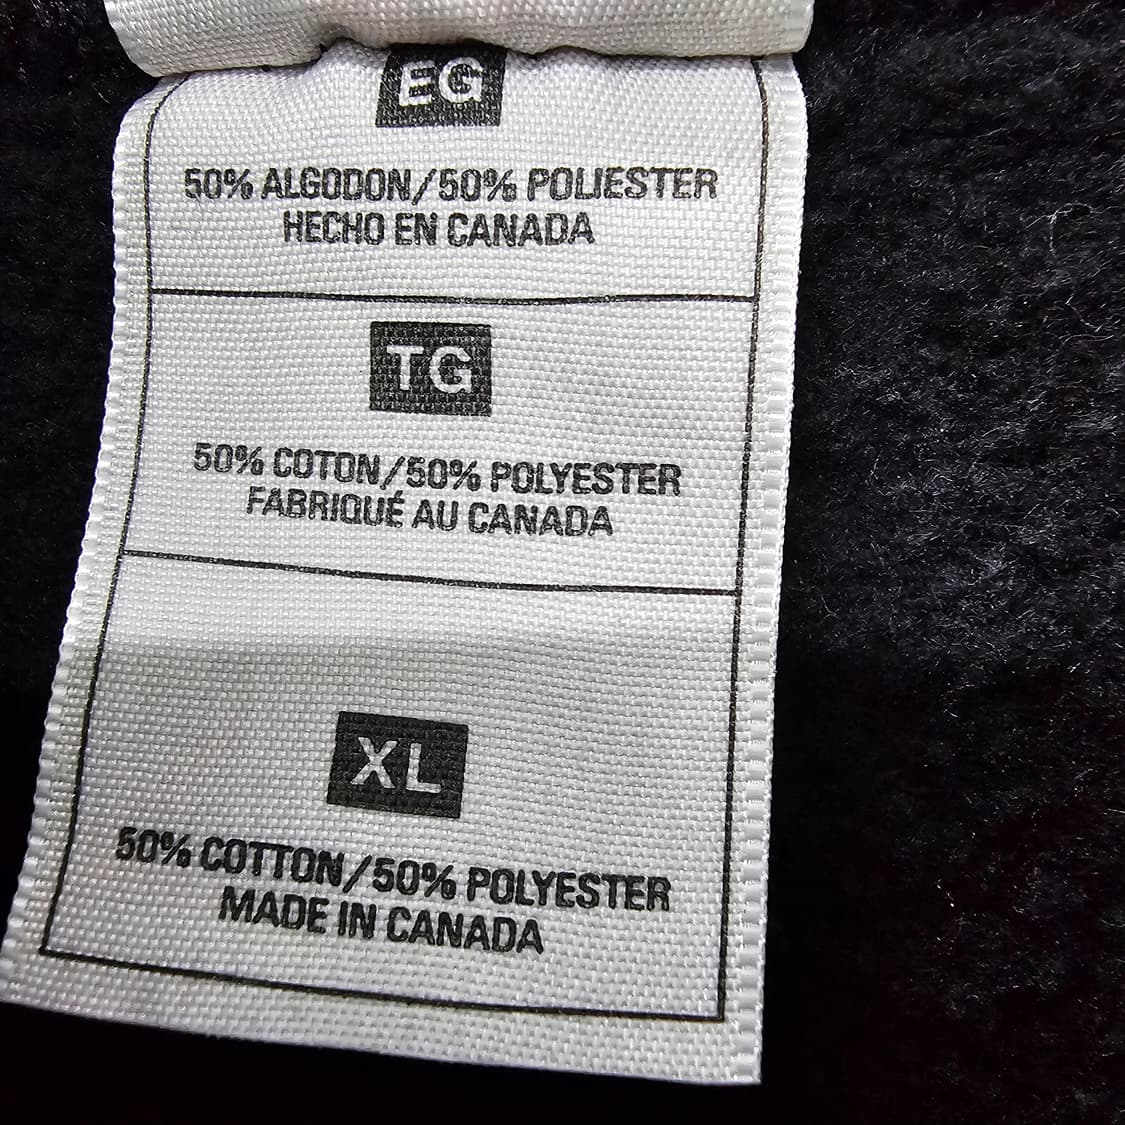 EG
50% ALGODON/50% POLIESTER
HECHO EN CANADA
TG
50% COTON/50% POLYESTER
FABRIQUÉ AU CANADA
XL
50% COTTON/50% POLYESTER
MADE IN CANADA